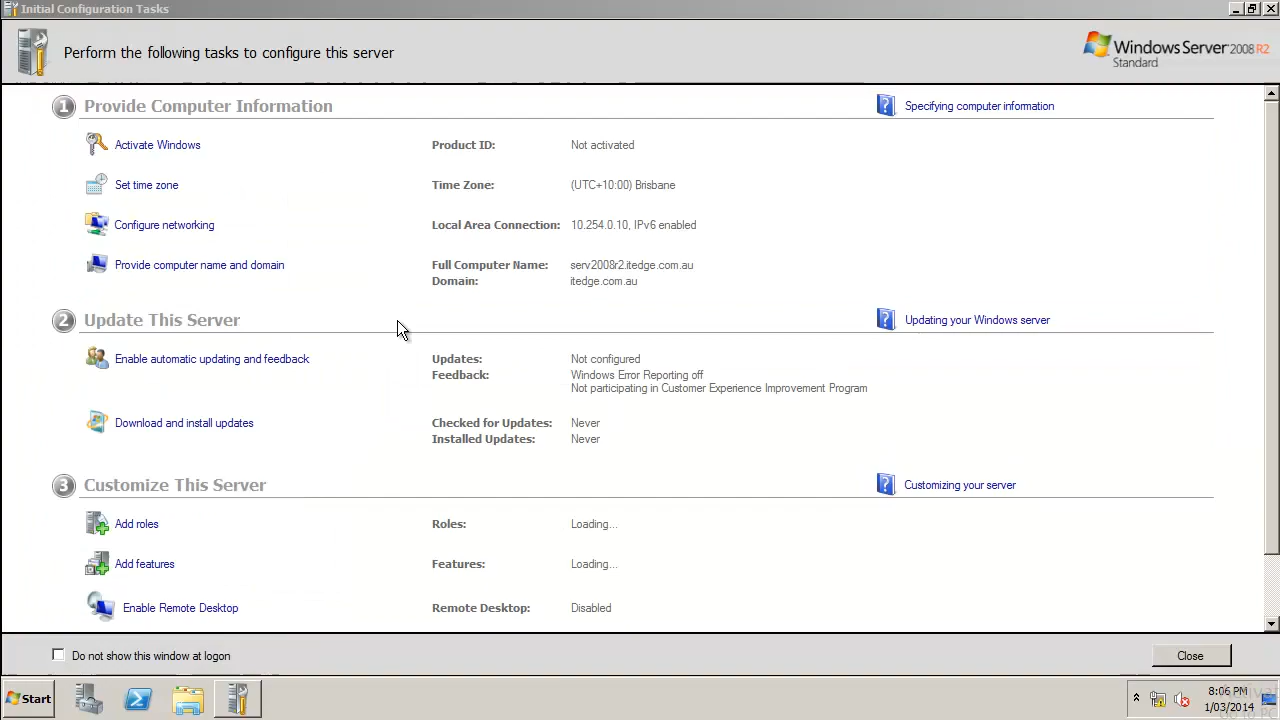 Initial Configuration Tasks
Perform the following tasks to configure this server
Windows Server 2008 R2
Standard
1 Provide Computer Information
Specifying computer information
Activate Windows
Product ID: Not activated
Set time zone
Time Zone: (UTC+10:00) Brisbane
Configure networking
Local Area Connection: 10.254.0.10, IPv6 enabled
Provide computer name and domain
Full Computer Name: serv2008r2.itedge.com.au
Domain: itedge.com.au
2 Update This Server
Updating your Windows server
Enable automatic updating and feedback
Updates: Not configured
Feedback: Windows Error Reporting off
Not participating in Customer Experience Improvement Program
Download and install updates
Checked for Updates: Never
Installed Updates: Never
3 Customize This Server
Customizing your server
Add roles
Roles: Loading...
Add features
Features: Loading...
Enable Remote Desktop
Remote Desktop: Disabled
Do not show this window at logon
Close
Start
8:06 PM
1/03/2014